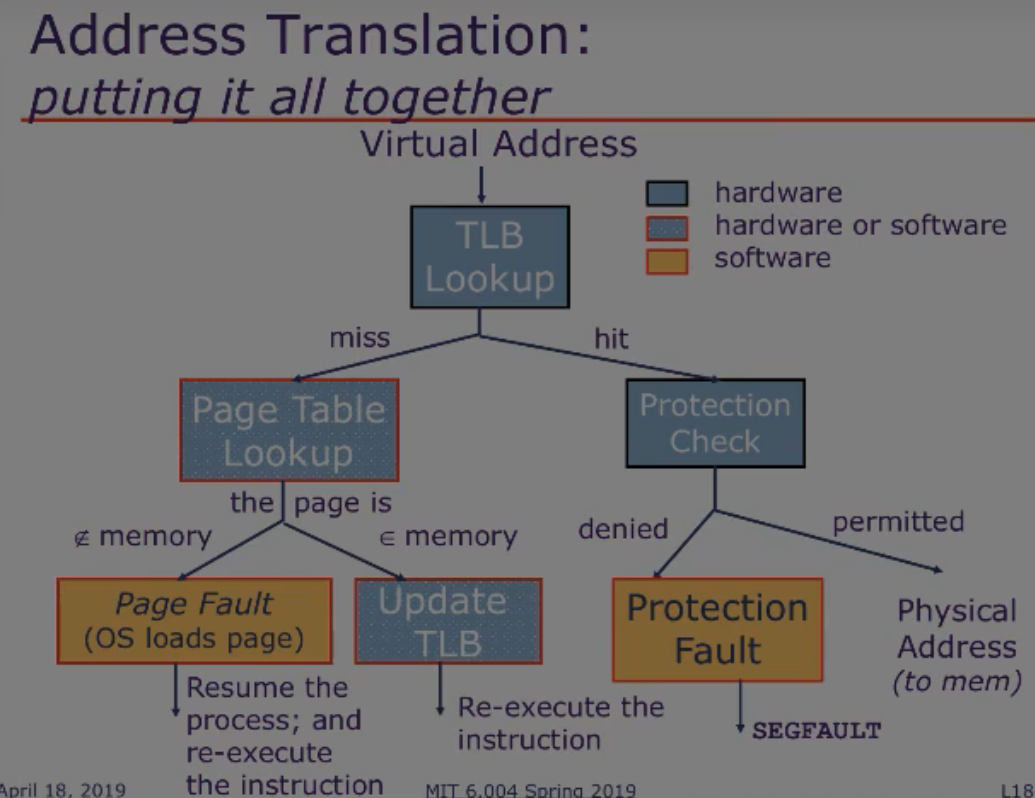 Address Translation:
putting it all together
Virtual Address
hardware
hardware or software
software
TLB
Lookup
miss
hit
Page Table
Lookup
Protection
Check
the page is
∉ memory
∈ memory
denied
permitted
Page Fault
(OS loads page)
Update
TLB
Protection
Fault
Physical
Address
(to mem)
Resume the
process; and
re-execute
the instruction
Re-execute the
instruction
SEGFAULT
April 18, 2019
MIT 6.004 Spring 2019
L18